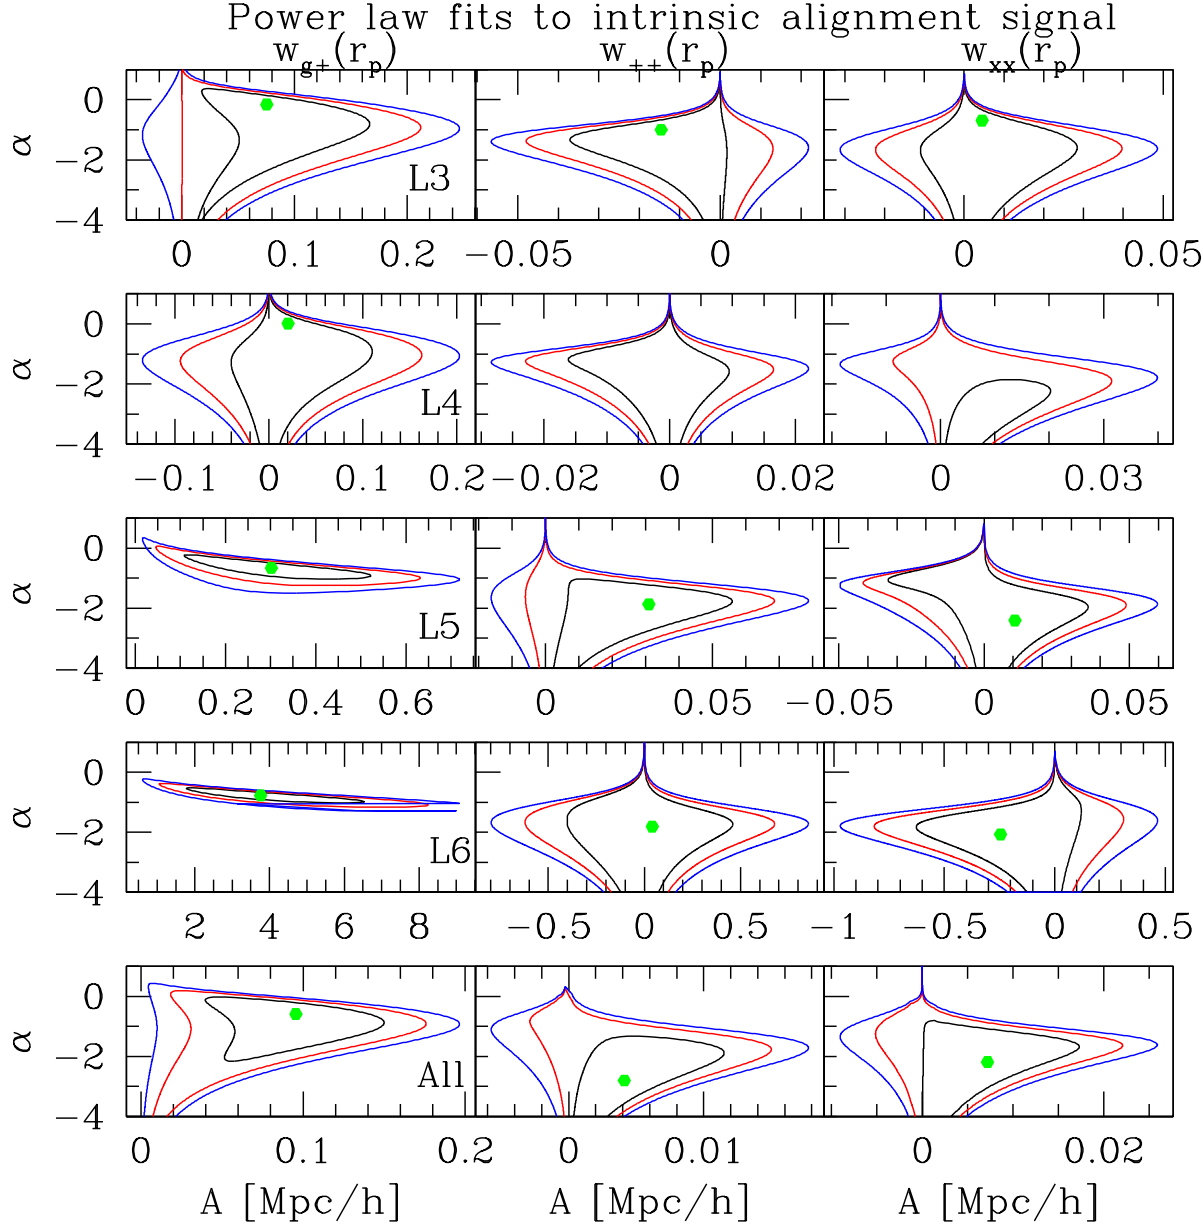 Power law fits to intrinsic alignment signal
w_g+(r_p) w_++(r_p) w_xx(r_p)
α 0 −2 −4 L3
0 0.1 0.2 −0.05 0 0 0.05
α 0 −2 −4 L4
−0.1 0 0.1 0.2 −0.02 0 0.02 0 0.03
α 0 −2 −4 L5
0 0.2 0.4 0.6 0 0.05 −0.05 0 0.05
α 0 −2 −4 L6
2 4 6 8 −0.5 0 0.5 −1 −0.5 0 0.5
α 0 −2 −4 All
0 0.1 0.2 0 0.01 0 0.02
A [Mpc/h] A [Mpc/h] A [Mpc/h]